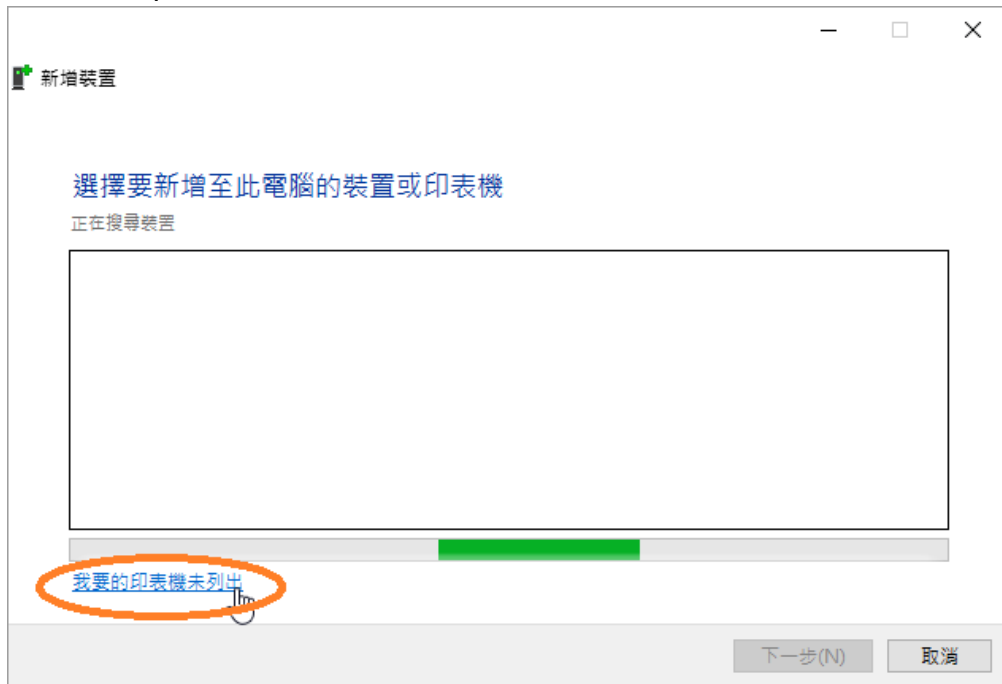 新增裝置
選擇要新增至此電腦的裝置或印表機
正在搜尋裝置
我要的印表機未列出
下一步(N)
取消